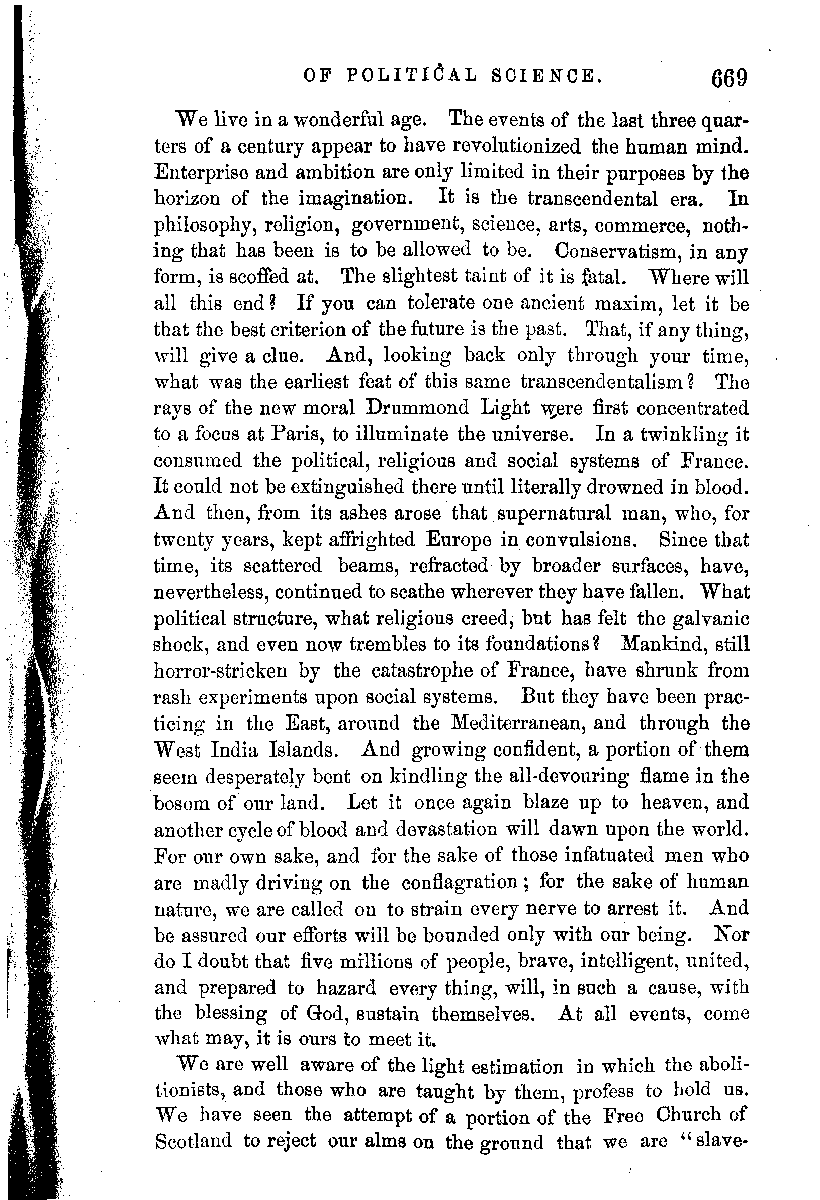 OF POLITICAL SCIENCE. 669
We live in a wonderful age. The events of the last three quar-
ters of a century appear to have revolutionized the human mind.
Enterprise and ambition are only limited in their purposes by the
horizon of the imagination. It is the transcendental era. In
philosophy, religion, government, science, arts, commerce, noth-
ing that has been is to be allowed to be. Conservatism, in any
form, is scoffed at. The slightest taint of it is fatal. Where will
all this end? If you can tolerate one ancient maxim, let it be
that the best criterion of the future is the past. That, if any thing,
will give a clue. And, looking back only through your time,
what was the earliest feat of this same transcendentalism? The
rays of the new moral Drummond Light were first concentrated
to a focus at Paris, to illuminate the universe. In a twinkling it
consumed the political, religious and social systems of France.
It could not be extinguished there until literally drowned in blood.
And then, from its ashes arose that supernatural man, who, for
twenty years, kept affrighted Europe in convulsions. Since that
time, its scattered beams, refracted by broader surfaces, have,
nevertheless, continued to scathe wherever they have fallen. What
political structure, what religious creed, but has felt the galvanic
shock, and even now trembles to its foundations? Mankind, still
horror-stricken by the catastrophe of France, have shrunk from
rash experiments upon social systems. But they have been prac-
ticing in the East, around the Mediterranean, and through the
West India Islands. And growing confident, a portion of them
seem desperately bent on kindling the all-devouring flame in the
bosom of our land. Let it once again blaze up to heaven, and
another cycle of blood and devastation will dawn upon the world.
For our own sake, and for the sake of those infatuated men who
are madly driving on the conflagration; for the sake of human
nature, we are called on to strain every nerve to arrest it. And
be assured our efforts will be bounded only with our being. Nor
do I doubt that five millions of people, brave, intelligent, united,
and prepared to hazard every thing, will, in such a cause, with
the blessing of God, sustain themselves. At all events, come
what may, it is ours to meet it.
We are well aware of the light estimation in which the aboli-
tionists, and those who are taught by them, profess to hold us.
We have seen the attempt of a portion of the Free Church of
Scotland to reject our alms on the ground that we are "slave-